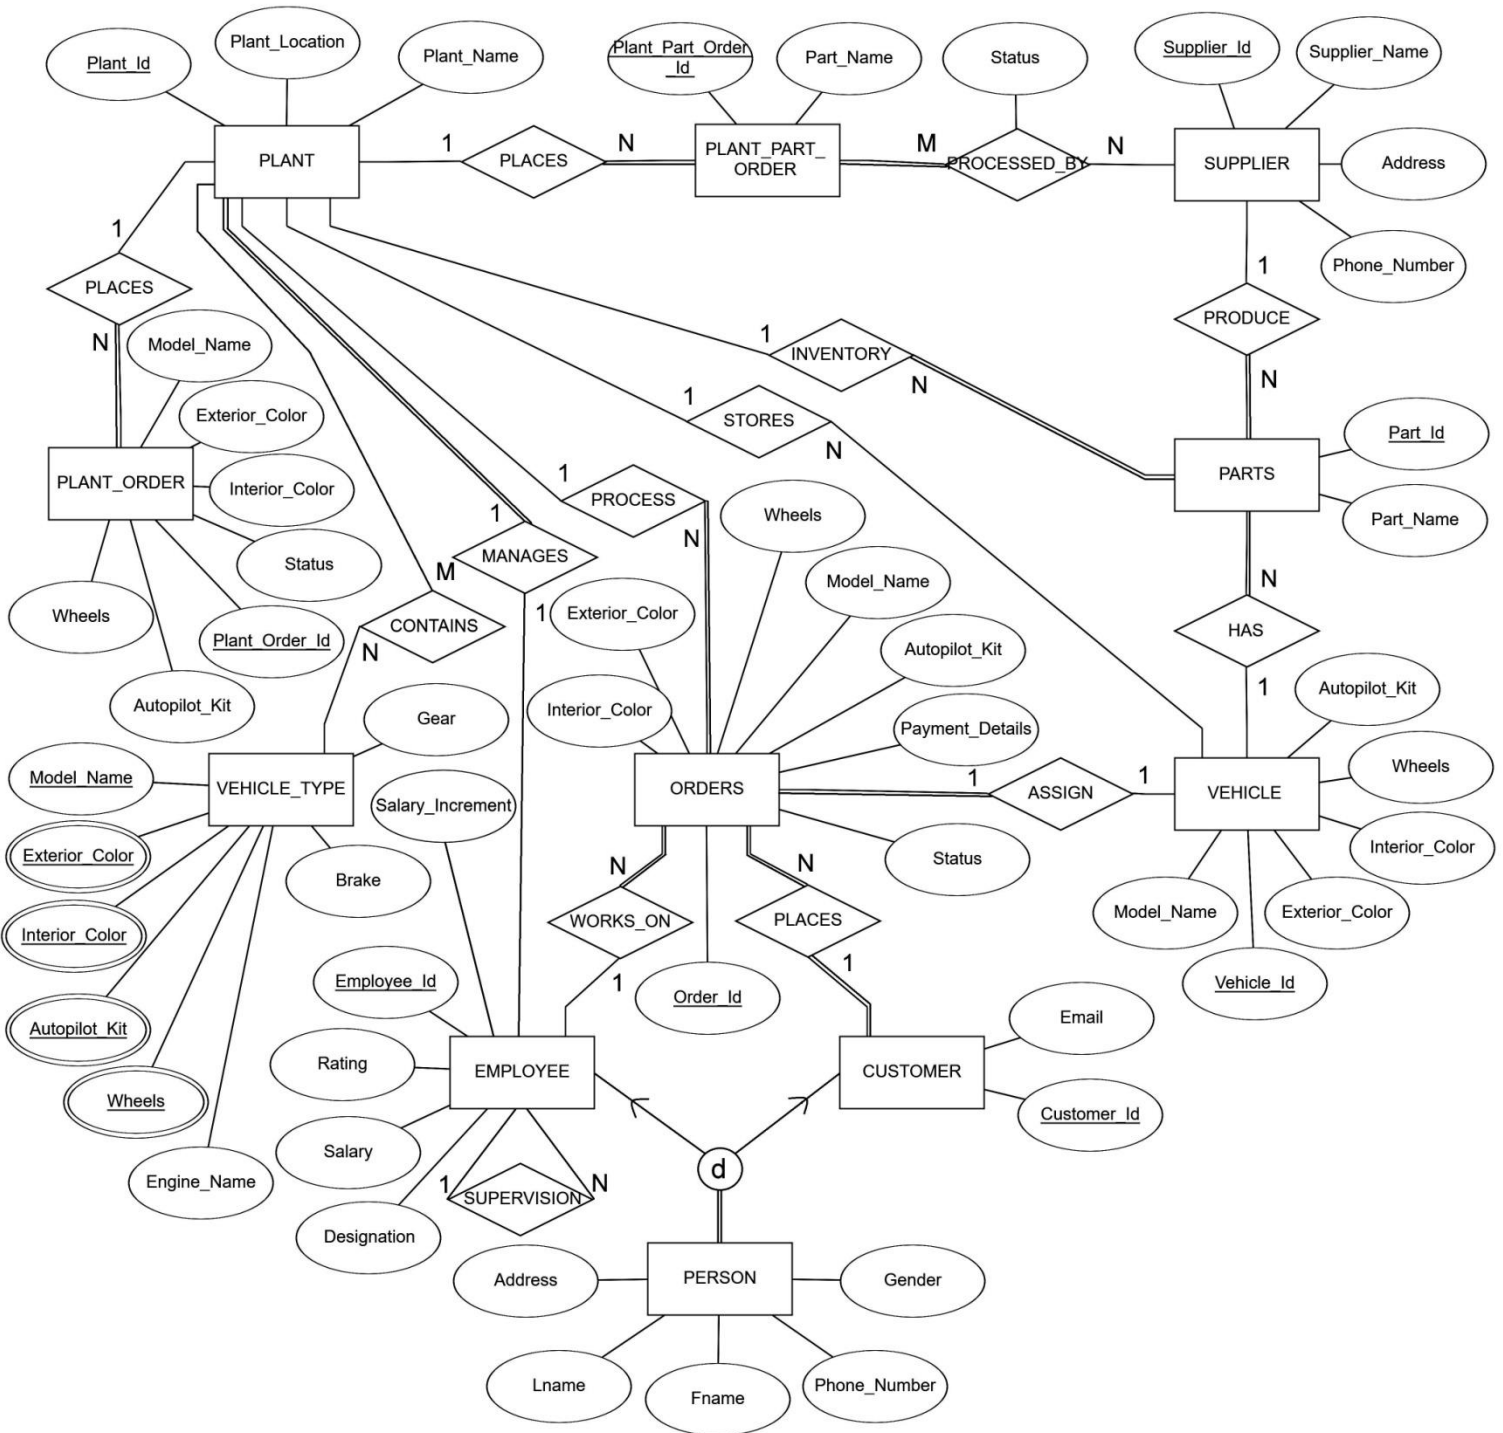 Plant_Id
Plant_Location
Plant_Name
Plant_Part_Order
_Id
Part_Name
Status
Supplier_Id
Supplier_Name
PLANT
1
PLACES
N
PLANT_PART_
ORDER
M
PROCESSED_BY
N
SUPPLIER
Address
Phone_Number
1
PLACES
N
1
PRODUCE
N
Model_Name
Exterior_Color
Interior_Color
Status
PLANT_ORDER
Wheels
Plant_Order_Id
Autopilot_Kit
1
INVENTORY
N
1
STORES
N
1
PROCESS
N
1
MANAGES
1
M
CONTAINS
N
PARTS
Part_Id
Part_Name
N
HAS
1
Wheels
Model_Name
Exterior_Color
Autopilot_Kit
Interior_Color
Payment_Details
ORDERS
1
ASSIGN
1
Status
VEHICLE
Autopilot_Kit
Wheels
Interior_Color
Model_Name
Exterior_Color
Vehicle_Id
Gear
Model_Name
VEHICLE_TYPE
Exterior_Color
Brake
Interior_Color
Autopilot_Kit
Wheels
Engine_Name
Salary_Increment
N
WORKS_ON
1
N
PLACES
1
Order_Id
Employee_Id
Rating
EMPLOYEE
Salary
Designation
1
SUPERVISION
N
CUSTOMER
Email
Customer_Id
d
PERSON
Address
Gender
Lname
Fname
Phone_Number